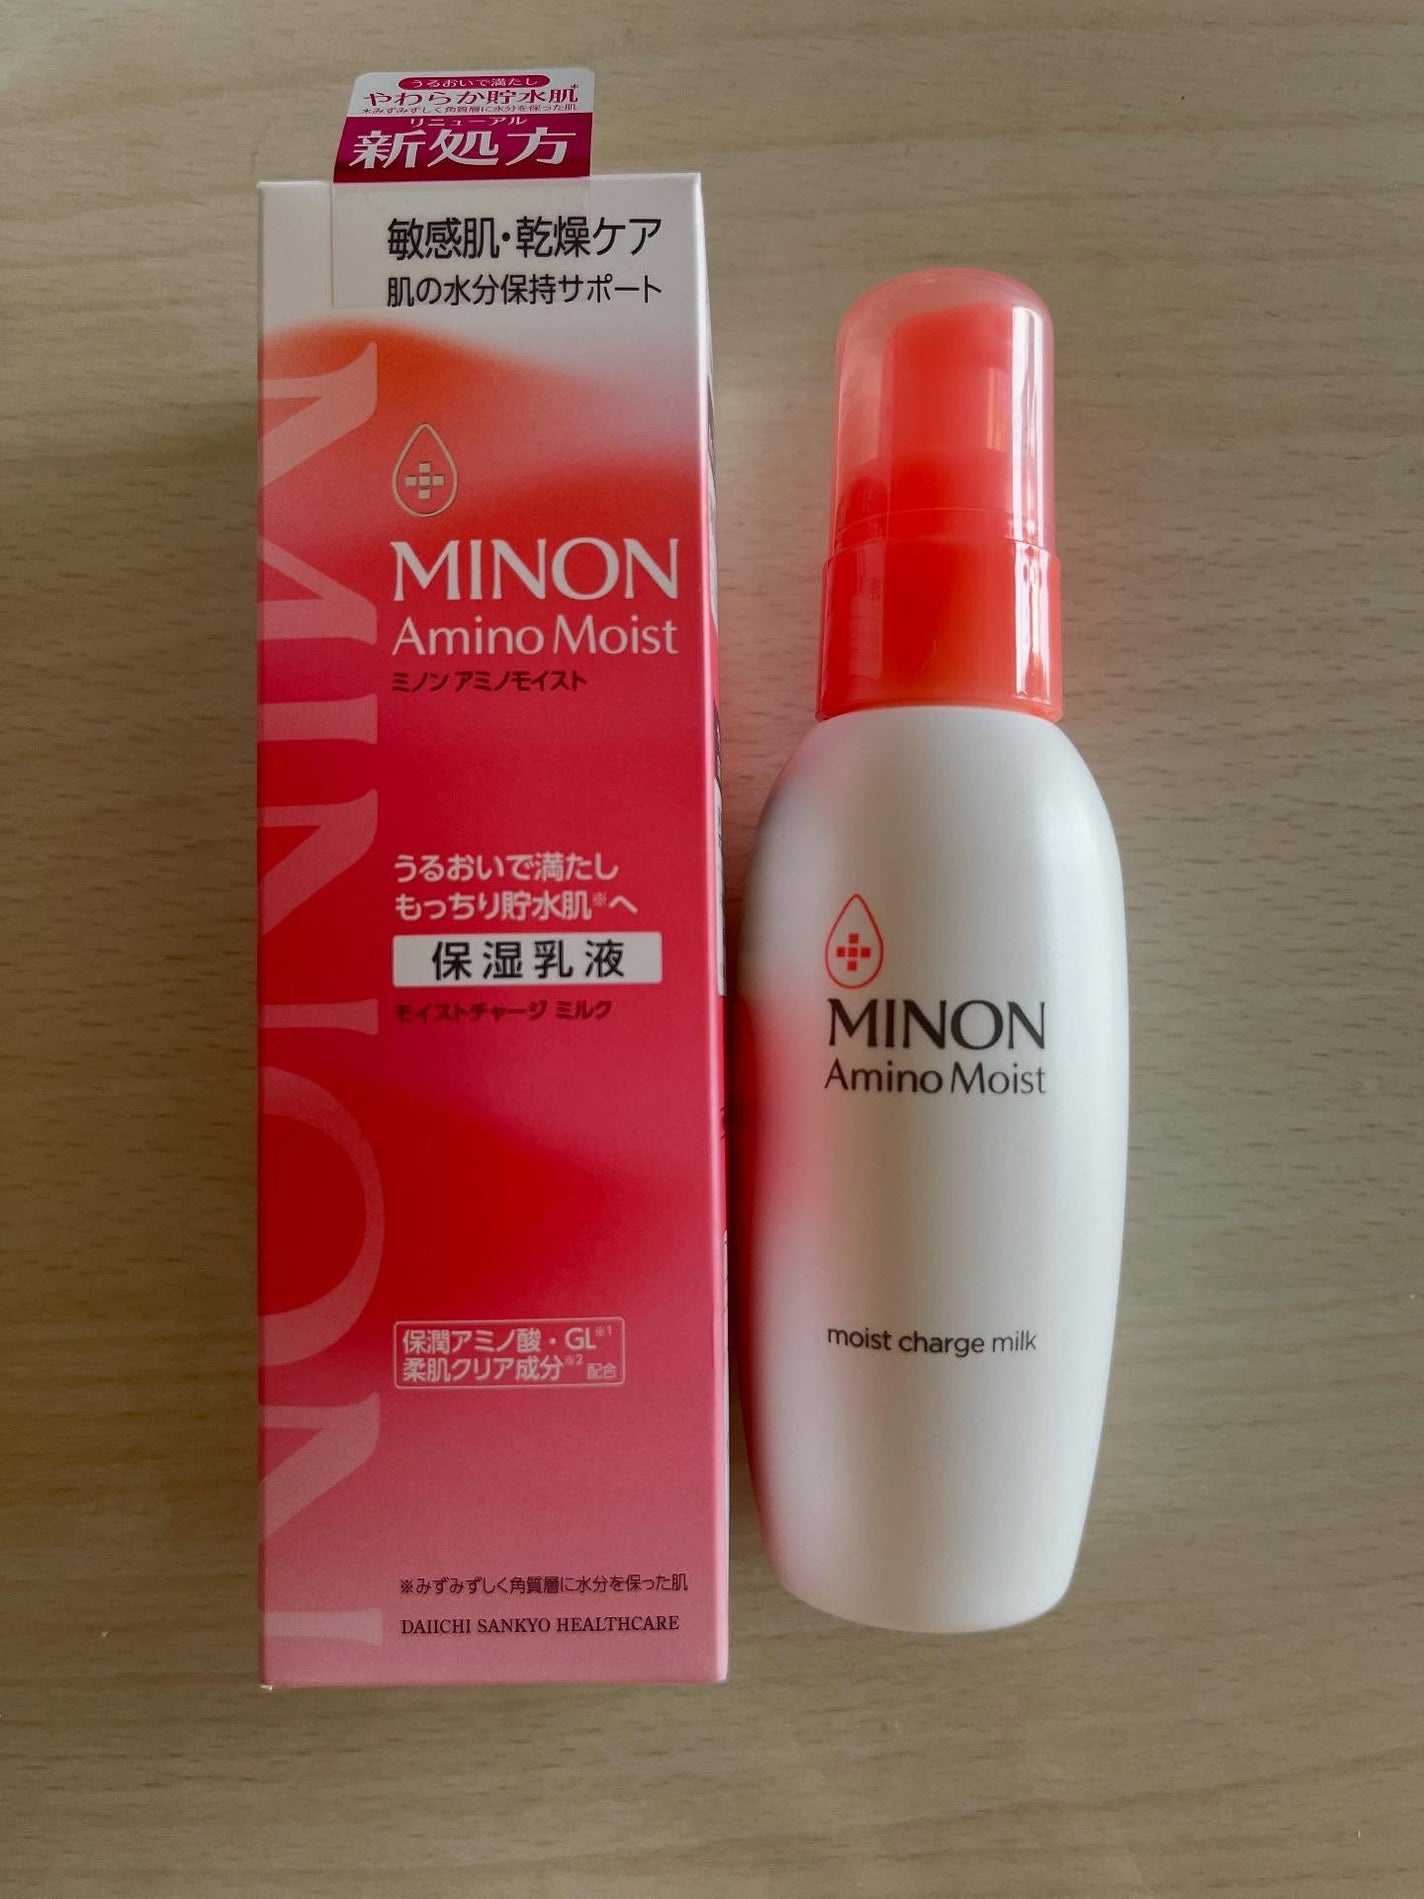 うるおいで満たし
やわらか貯水肌*
*みずみずしく角質層に水分を保った肌
リニューアル
新処方
敏感肌・乾燥ケア
肌の水分保持サポート
MINON
MINON
Amino Moist
ミノン アミノモイスト
うるおいで満たし
もっちり貯水肌※へ
保湿乳液
モイストチャージ ミルク
保潤アミノ酸・GL※1
柔肌クリア成分※2 配合
※みずみずしく角質層に水分を保った肌
DAIICHI SANKYO HEALTHCARE
MINON
Amino Moist
moist charge milk